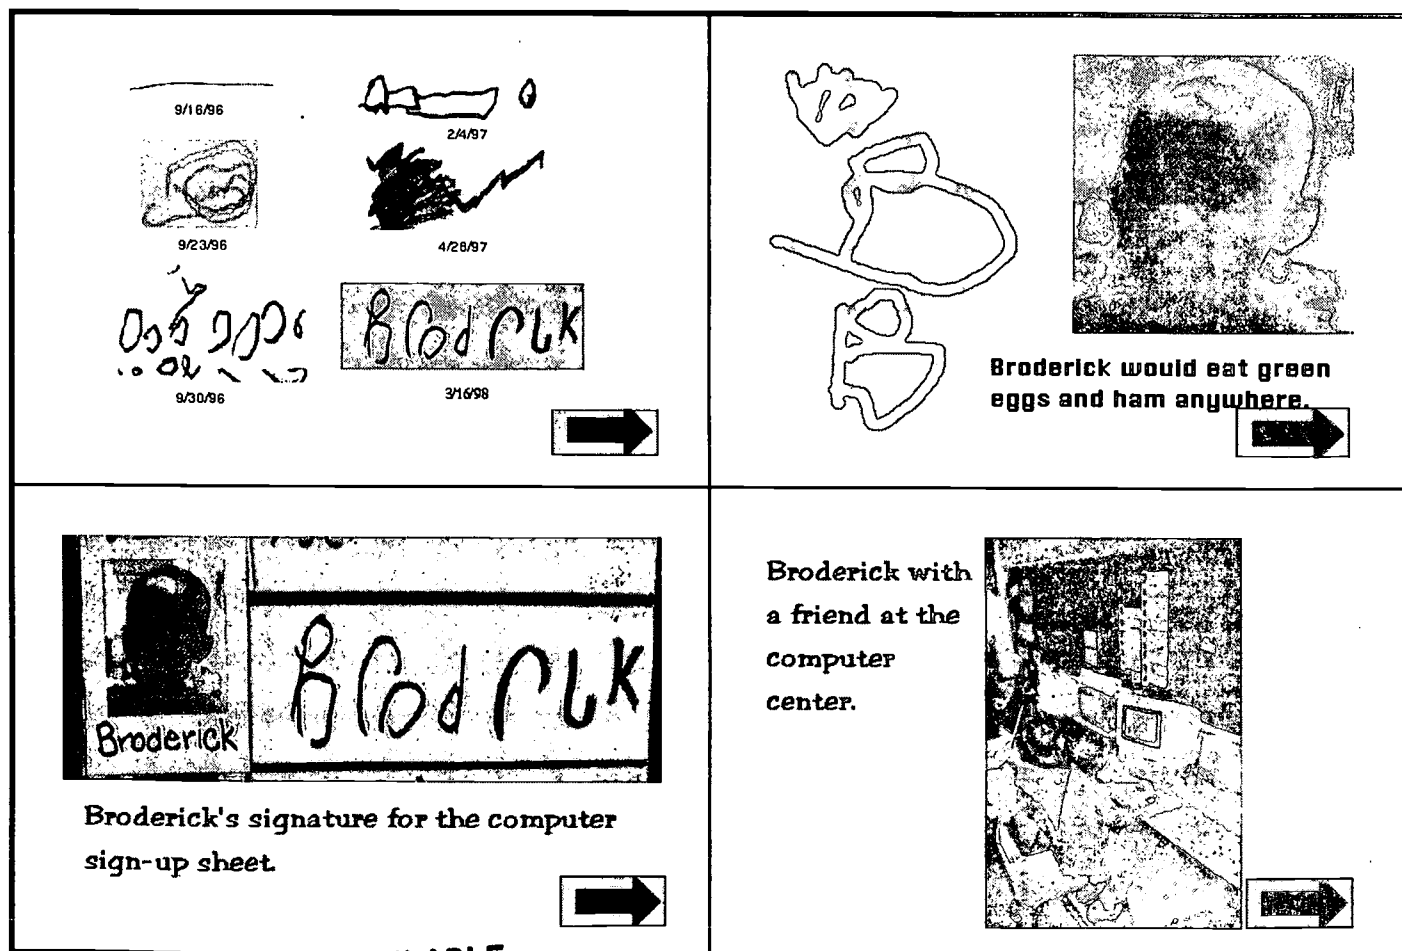 9/16/96
2/4/97
9/23/96
4/28/97
9/30/96
3/16/98
Broderick would eat green
eggs and ham anywhere.
Broderick
Broderick's signature for the computer
sign-up sheet.
Broderick with
a friend at the
computer
center.